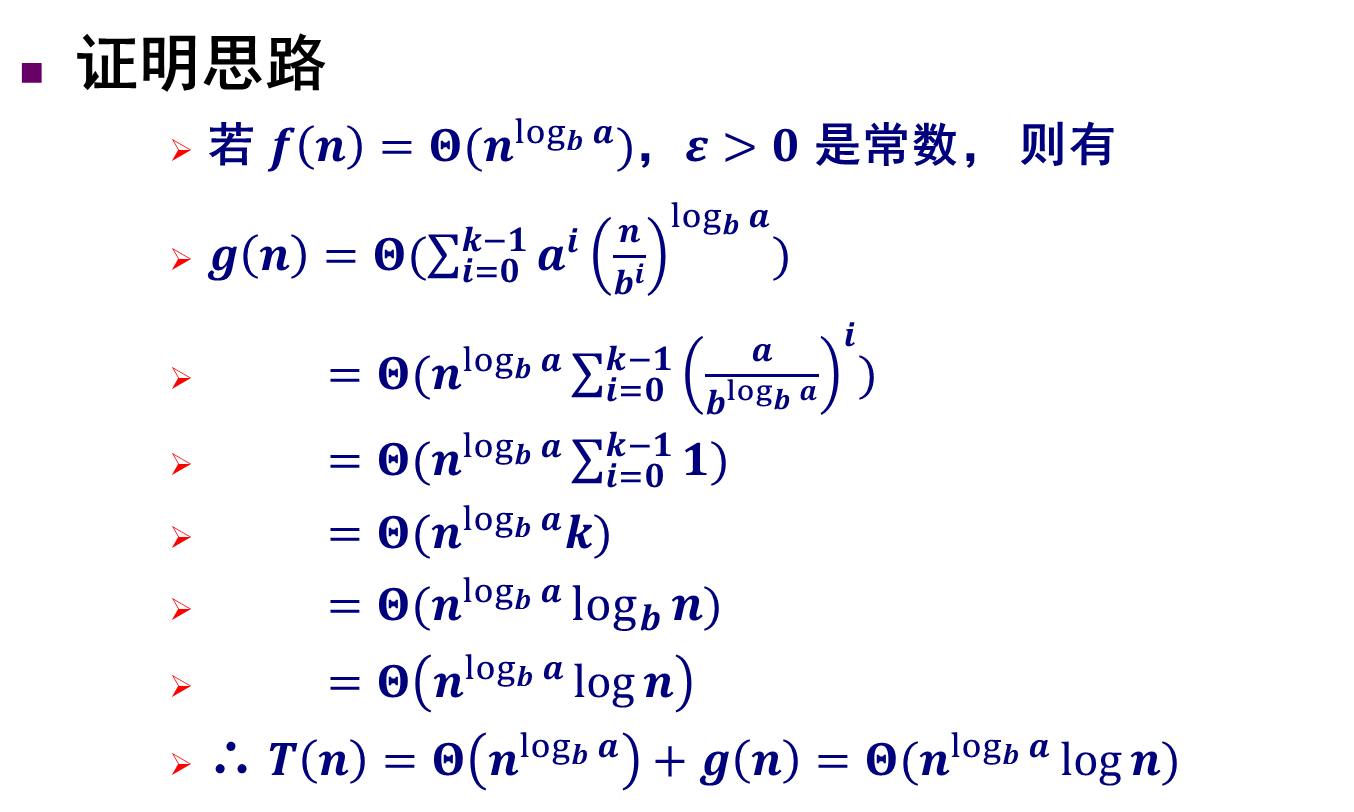 证明思路
若 f(n) = Θ(n^{log_b a})，ε > 0 是常数， 则有
g(n) = Θ(∑_{i=0}^{k−1} a^i (n/b^i)^{log_b a})
= Θ(n^{log_b a} ∑_{i=0}^{k−1} (a/b^{log_b a})^i)
= Θ(n^{log_b a} ∑_{i=0}^{k−1} 1)
= Θ(n^{log_b a} k)
= Θ(n^{log_b a} log_b n)
= Θ(n^{log_b a} log n)
∴ T(n) = Θ(n^{log_b a}) + g(n) = Θ(n^{log_b a} log n)